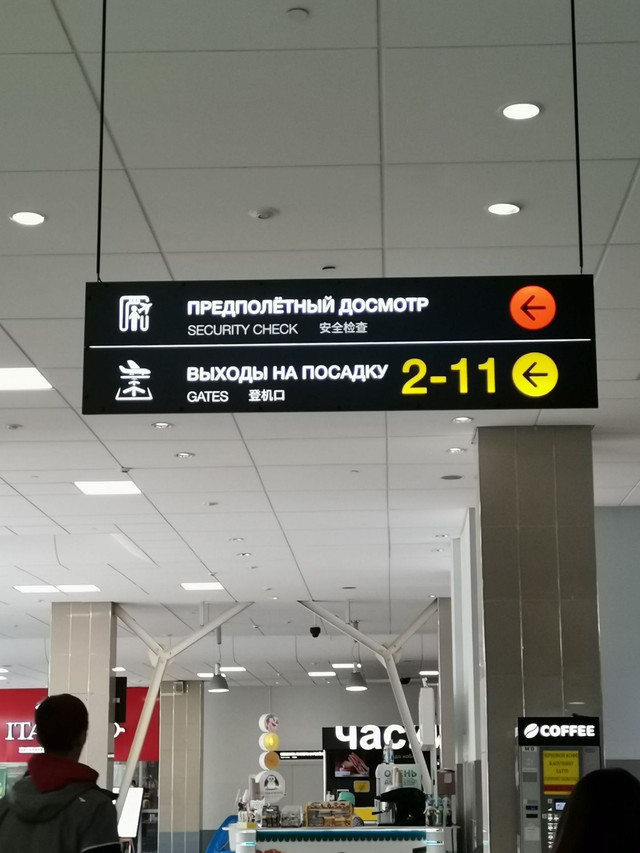 ПРЕДПОЛЁТНЫЙ ДОСМОТР
SECURITY CHECK 安全检查
ВЫХОДЫ НА ПОСАДКУ 2-11
GATES 登机口
ITA
час
COFFEE